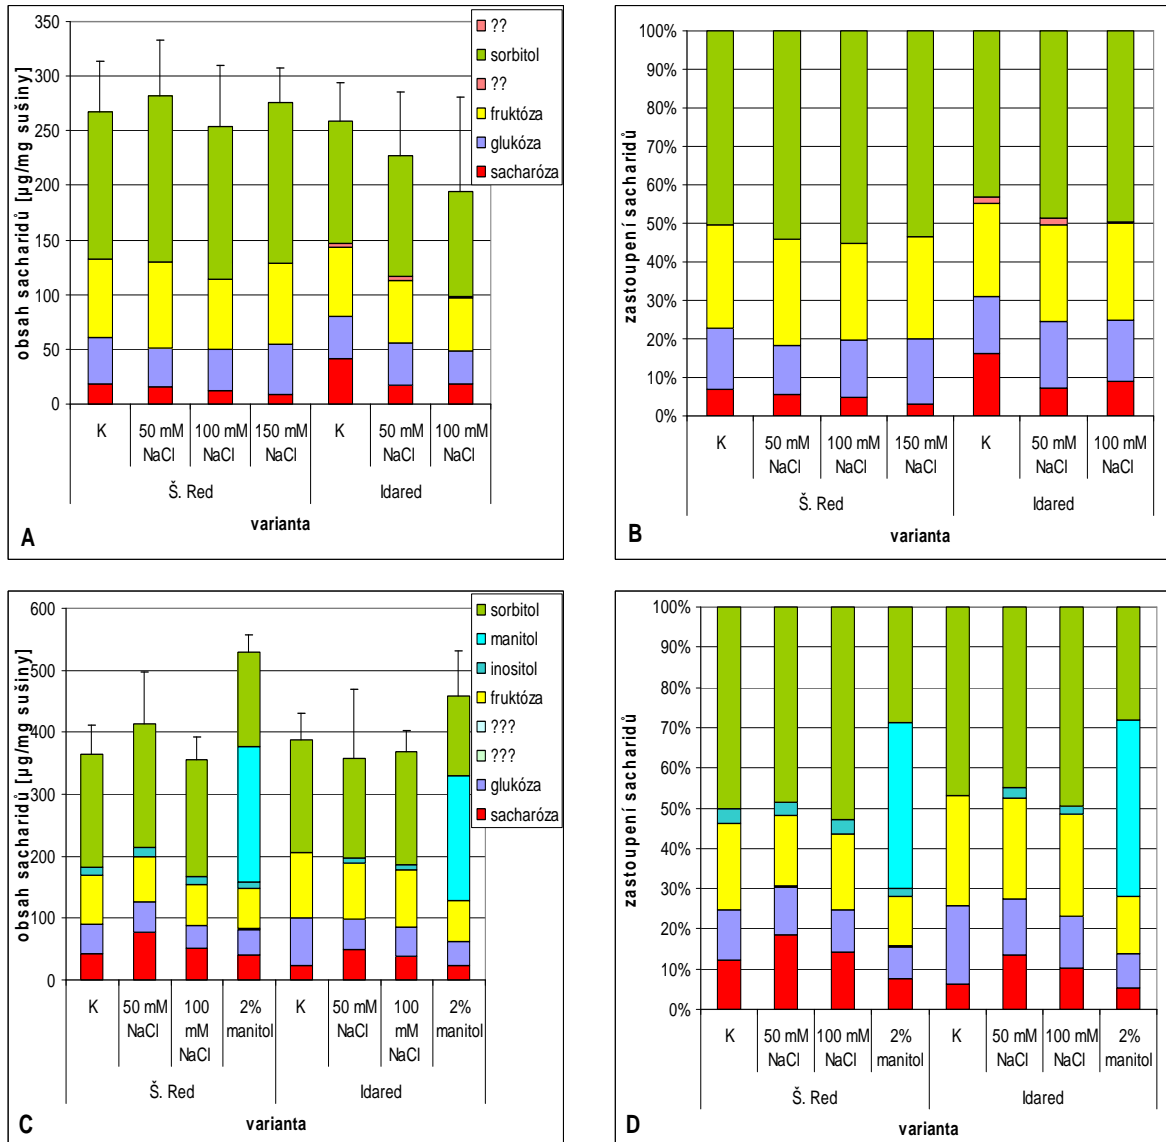 obsah sacharidů [µg/mg sušiny]
350
300
250
200
150
100
50
0
??
sorbitol
??
fruktóza
glukóza
sacharóza
K
50 mM NaCl
100 mM NaCl
150 mM NaCl
K
50 mM NaCl
100 mM NaCl
Š. Red
Idared
varianta
A
zastoupení sacharidů
100%
90%
80%
70%
60%
50%
40%
30%
20%
10%
0%
K
50 mM NaCl
100 mM NaCl
150 mM NaCl
K
50 mM NaCl
100 mM NaCl
Š. Red
Idared
varianta
B
obsah sacharidů [µg/mg sušiny]
600
500
400
300
200
100
0
sorbitol
manitol
inositol
fruktóza
???
???
glukóza
sacharóza
K
50 mM NaCl
100 mM NaCl
2% manitol
K
50 mM NaCl
100 mM NaCl
2% manitol
Š. Red
Idared
varianta
C
zastoupení sacharidů
100%
90%
80%
70%
60%
50%
40%
30%
20%
10%
0%
K
50 mM NaCl
100 mM NaCl
2% manitol
K
50 mM NaCl
100 mM NaCl
2% manitol
Š. Red
Idared
varianta
D